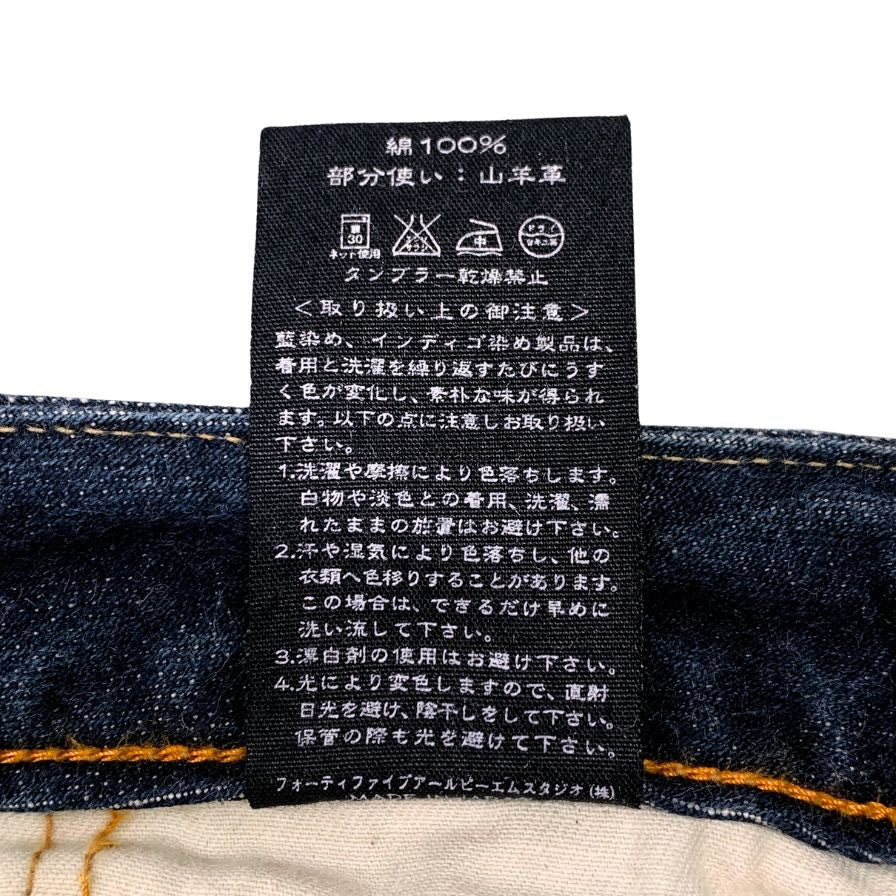 綿100%
部分使い：山羊革
弱
30
エンソ
サラシ
中
ドライ
セキユ系
ネット使用
タンブラー乾燥禁止
＜取り扱い上の御注意＞
藍染め、インディゴ染め製品は、
着用と洗濯を繰り返すたびにうす
く色が変化し、素朴な味が得られ
ます。以下の点に注意しお取り扱い
下さい。
1.洗濯や摩擦により色落ちします。
白物や淡色との着用、洗濯、濡
れたままの放置はお避け下さい。
2.汗や湿気により色落ちし、他の
衣類へ色移りすることがあります。
この場合は、できるだけ早めに
洗い流して下さい。
3.漂白剤の使用はお避け下さい。
4.光により変色しますので、直射
日光を避け、陰干しをして下さい。
保管の際も光を避けて下さい。
フォーティファイブアールピーエムスタジオ(株)